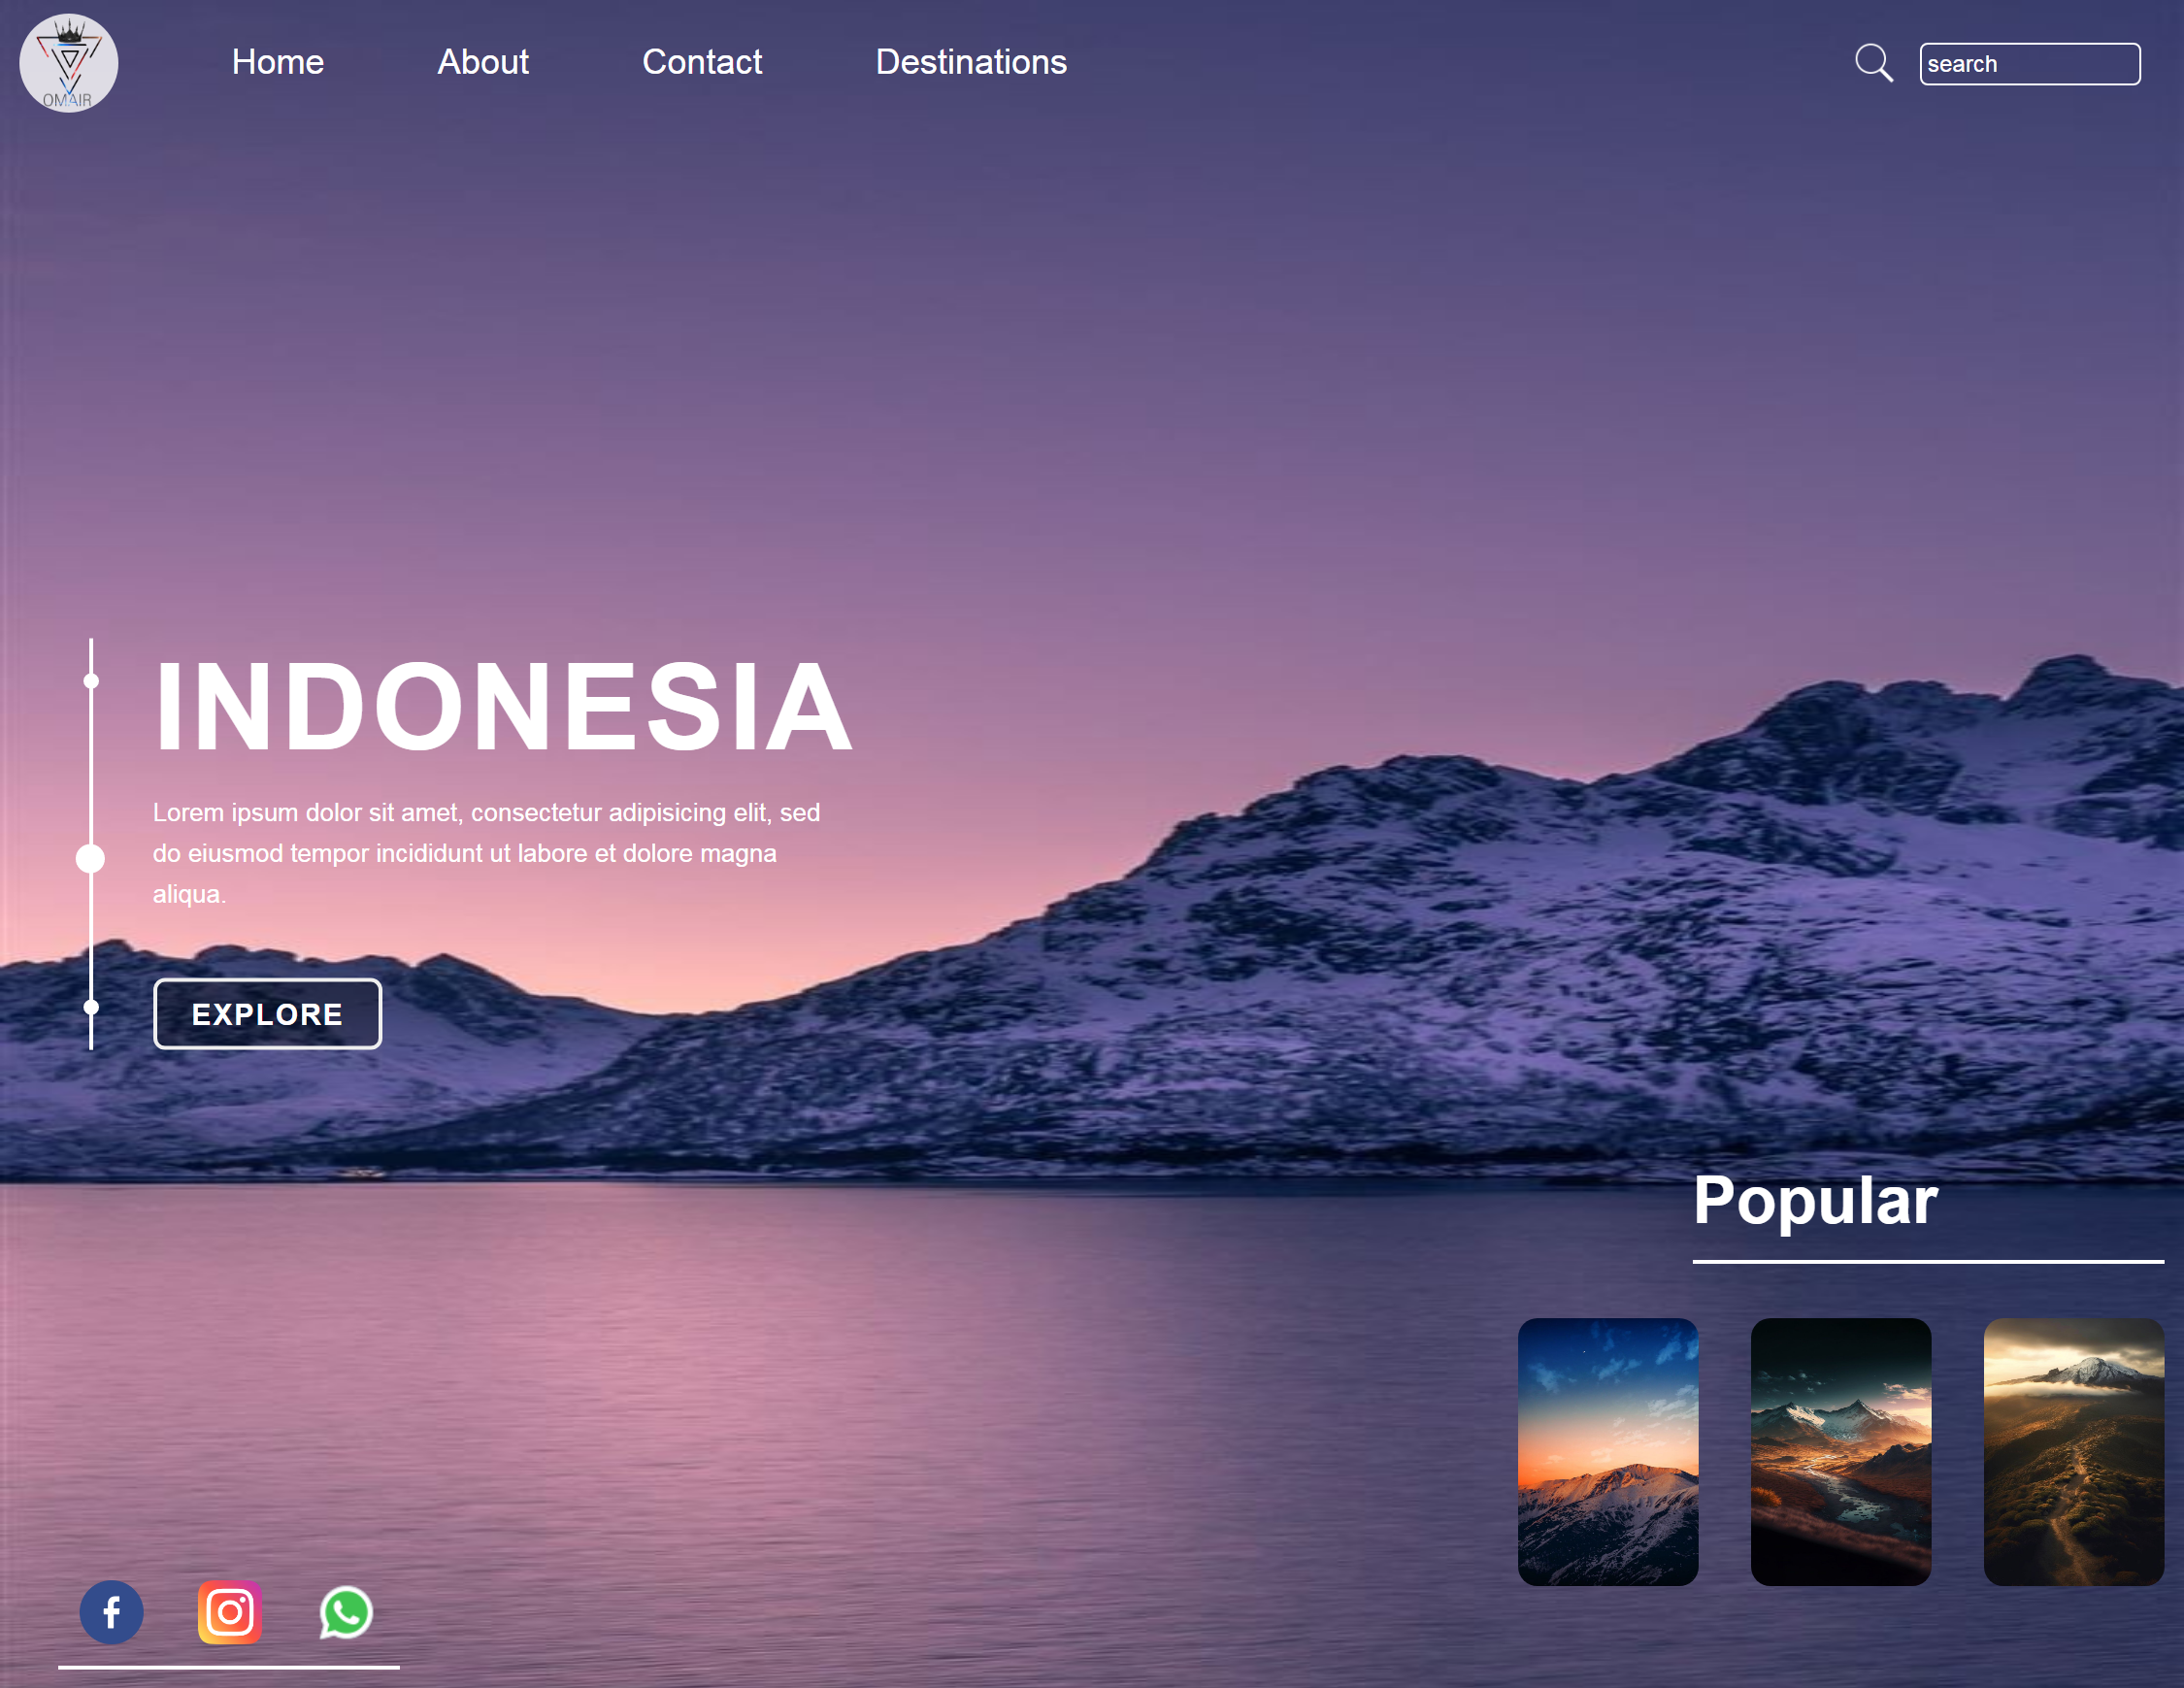 OMAIR
Home
About
Contact
Destinations
search
INDONESIA
Lorem ipsum dolor sit amet, consectetur adipisicing elit, sed
do eiusmod tempor incididunt ut labore et dolore magna
aliqua.
EXPLORE
Popular